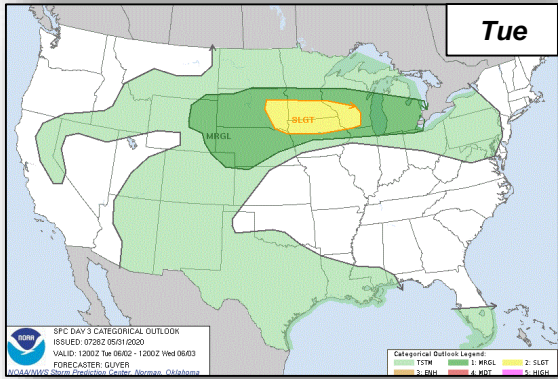 Tue
MRGL
SLGT
NOAA
SPC DAY 3 CATEGORICAL OUTLOOK
ISSUED: 0728Z 05/31/2020
VALID: 1200Z Tue 06/02 - 1200Z Wed 06/03
FORECASTER: GUYER
NOAA/NWS Storm Prediction Center, Norman, Oklahoma
Categorical Outlook Legend:
TSTM 1: MRGL 2: SLGT
3: ENH 4: MDT 5: HIGH